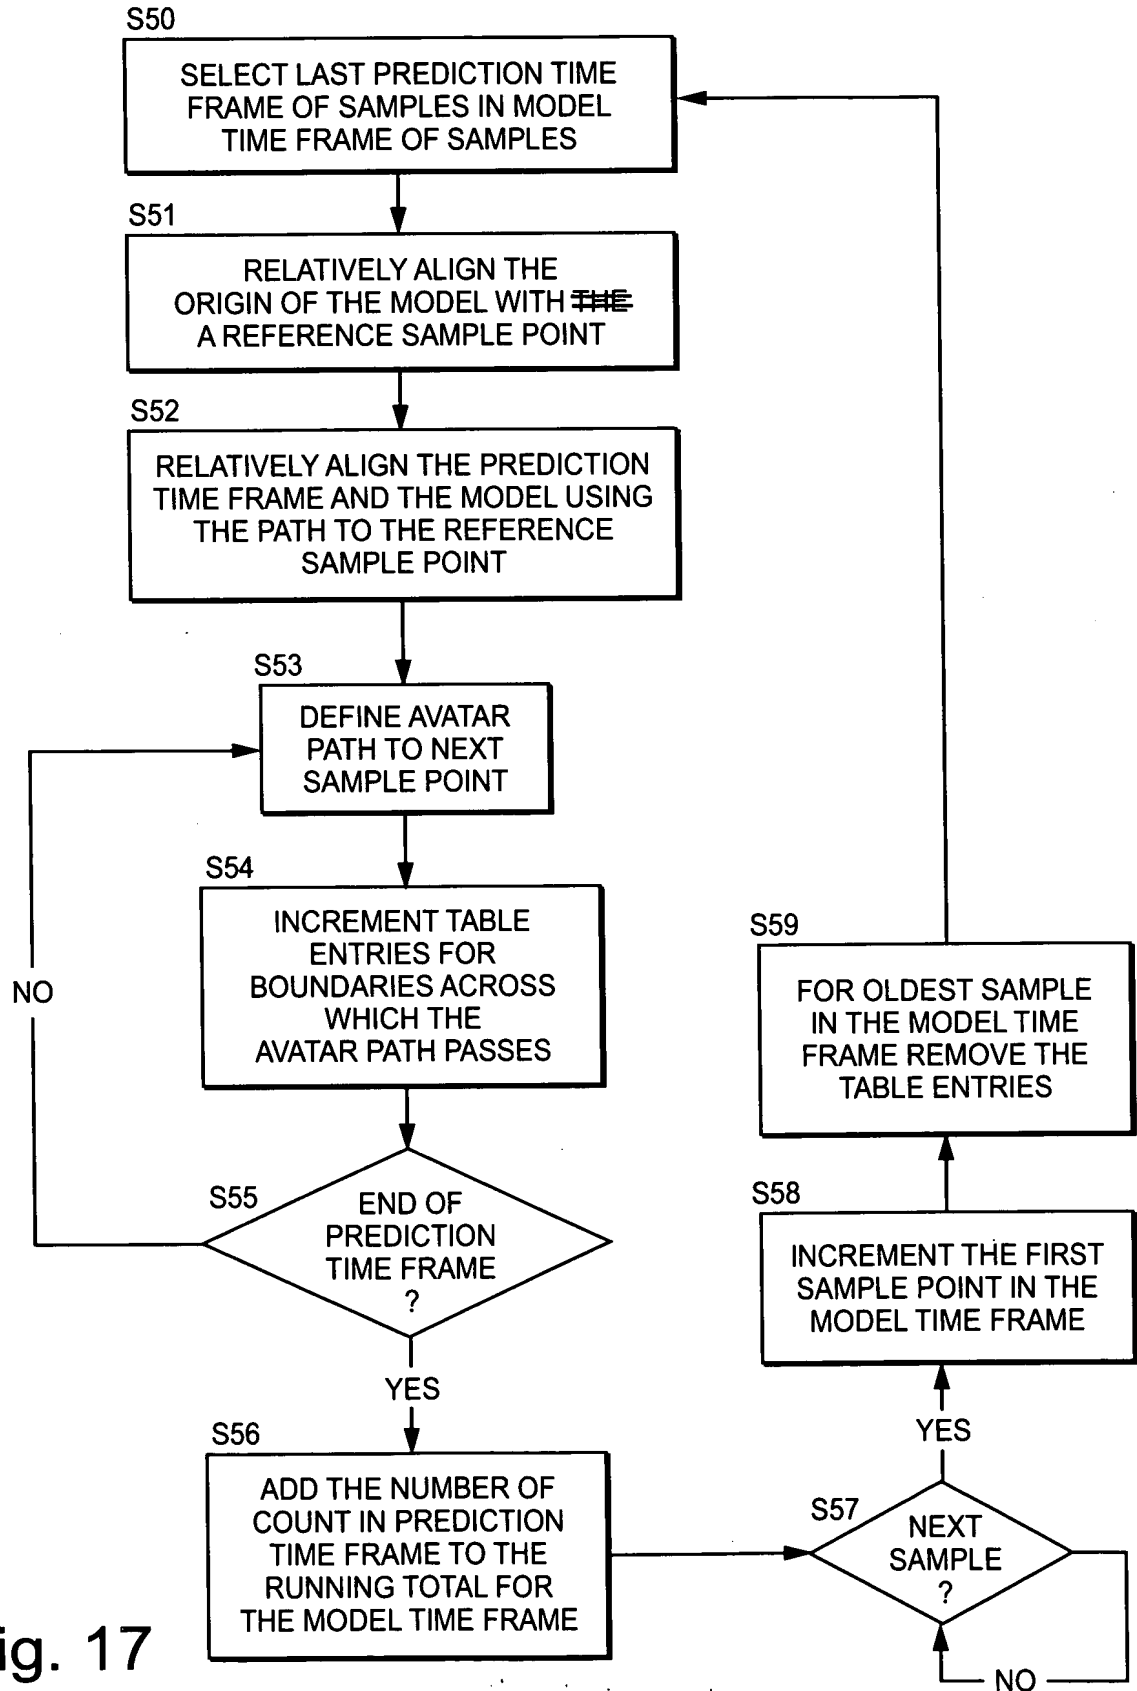 S50
SELECT LAST PREDICTION TIME
FRAME OF SAMPLES IN MODEL
TIME FRAME OF SAMPLES
S51
RELATIVELY ALIGN THE
ORIGIN OF THE MODEL WITH THE
A REFERENCE SAMPLE POINT
S52
RELATIVELY ALIGN THE PREDICTION
TIME FRAME AND THE MODEL USING
THE PATH TO THE REFERENCE
SAMPLE POINT
S53
DEFINE AVATAR
PATH TO NEXT
SAMPLE POINT
S54
INCREMENT TABLE
ENTRIES FOR
BOUNDARIES ACROSS
WHICH THE
AVATAR PATH PASSES
NO
S55
END OF
PREDICTION
TIME FRAME
?
YES
S56
ADD THE NUMBER OF
COUNT IN PREDICTION
TIME FRAME TO THE
RUNNING TOTAL FOR
THE MODEL TIME FRAME
S57
NEXT
SAMPLE
?
NO
YES
S58
INCREMENT THE FIRST
SAMPLE POINT IN THE
MODEL TIME FRAME
S59
FOR OLDEST SAMPLE
IN THE MODEL TIME
FRAME REMOVE THE
TABLE ENTRIES
ig. 17